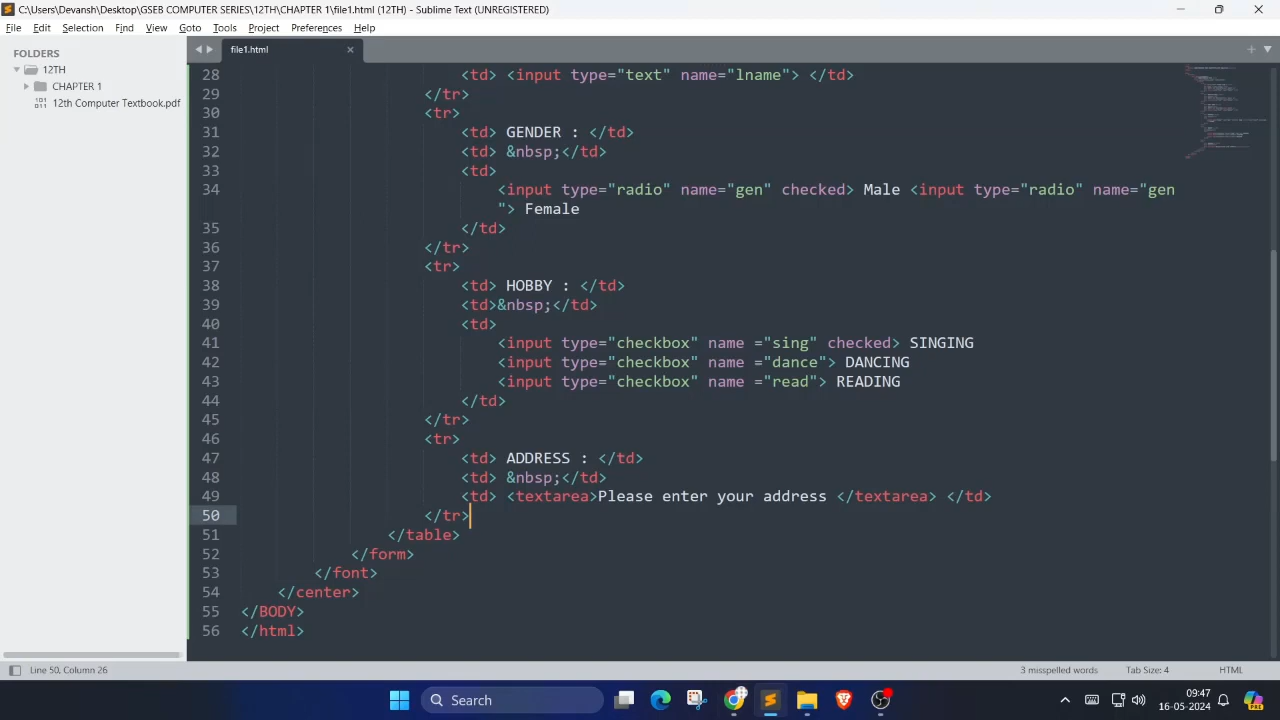 C:\Users\Devansh\Desktop\GSEB COMPUTER SERIES\12TH\CHAPTER 1\file1.html (12TH) - Sublime Text (UNREGISTERED)
File Edit Selection Find View Goto Tools Project Preferences Help
FOLDERS
12TH
CHAPTER 1
12th Computer Textbook.pdf
file1.html
28 <td> <input type="text" name="lname"> </td>
29 </tr>
30 <tr>
31 <td> GENDER : </td>
32 <td> &nbsp;</td>
33 <td>
34 <input type="radio" name="gen" checked> Male <input type="radio" name="gen
"> Female
35 </td>
36 </tr>
37 <tr>
38 <td> HOBBY : </td>
39 <td>&nbsp;</td>
40 <td>
41 <input type="checkbox" name ="sing" checked> SINGING
42 <input type="checkbox" name ="dance"> DANCING
43 <input type="checkbox" name ="read"> READING
44 </td>
45 </tr>
46 <tr>
47 <td> ADDRESS : </td>
48 <td> &nbsp;</td>
49 <td> <textarea>Please enter your address </textarea> </td>
50 </tr>
51 </table>
52 </form>
53 </font>
54 </center>
55 </BODY>
56 </html>
Line 50, Column 26 3 misspelled words Tab Size: 4 HTML
Search
09:47
16-05-2024